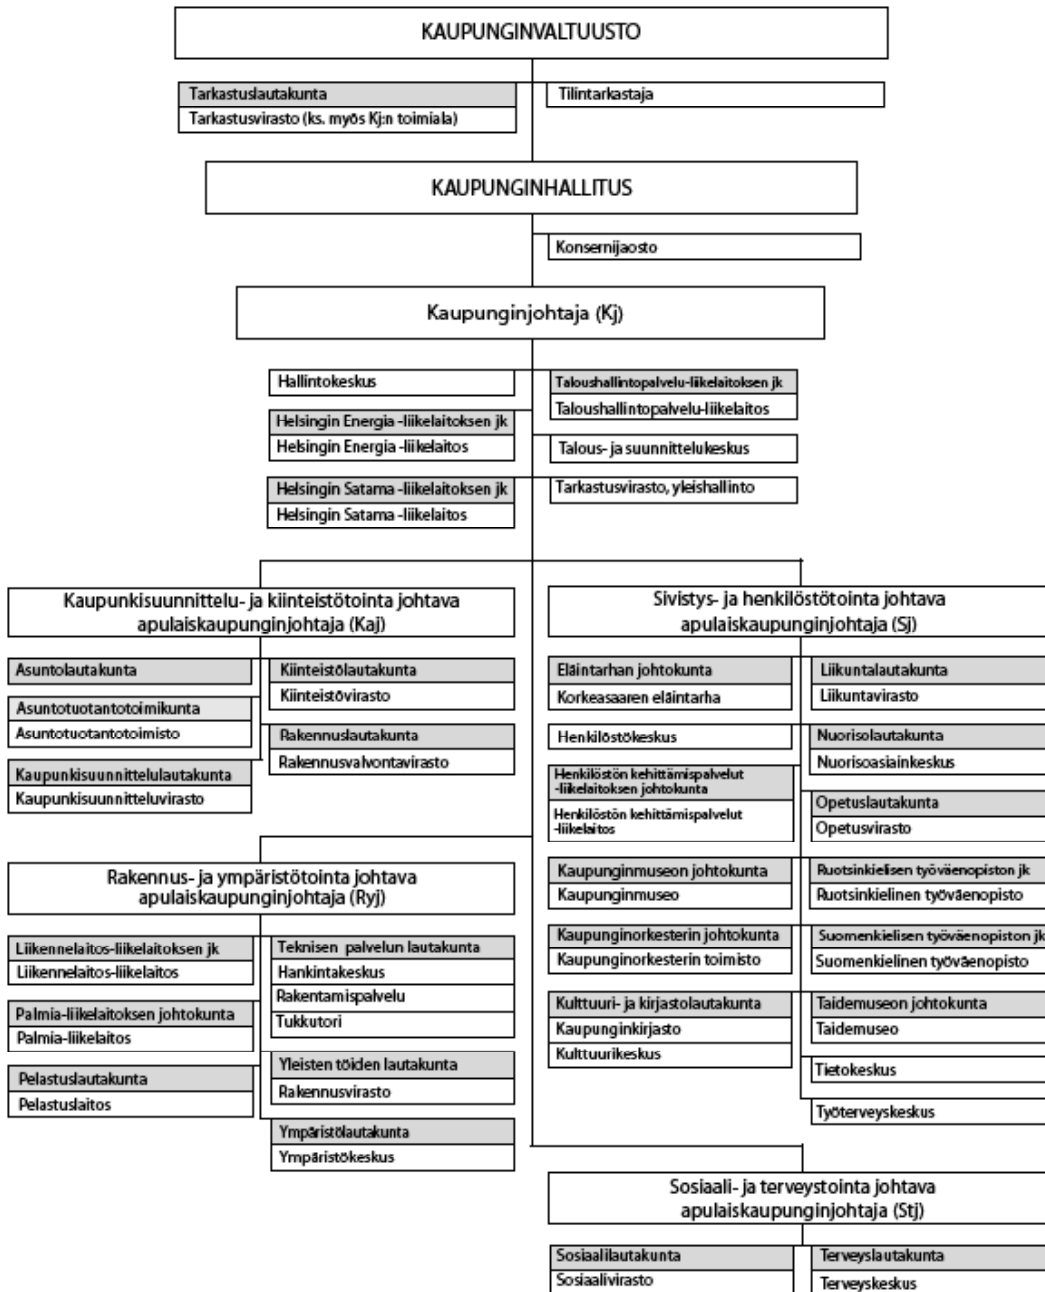 KAUPUNGINVALTUUSTO
Tarkastuslautakunta
Tarkastusvirasto (ks. myös Kj:n toimiala)
Tilintarkastaja
KAUPUNGINHALLITUS
Konsernijaosto
Kaupunginjohtaja (Kj)
Hallintokeskus
Helsingin Energia -liikelaitoksen jk
Helsingin Energia -liikelaitos
Helsingin Satama -liikelaitoksen jk
Helsingin Satama -liikelaitos
Taloushallintopalvelu-liikelaitoksen jk
Taloushallintopalvelu-liikelaitos
Talous- ja suunnittelukeskus
Tarkastusvirasto, yleishallinto
Kaupunkisuunnittelu- ja kiinteistötointa johtava
apulaiskaupunginjohtaja (Kaj)
Asuntolautakunta
Asuntotuotantotoimikunta
Asuntotuotantotoimisto
Kaupunkisuunnittelulautakunta
Kaupunkisuunnitteluvirasto
Kiinteistölautakunta
Kiinteistövirasto
Rakennuslautakunta
Rakennusvalvontavirasto
Rakennus- ja ympäristötointa johtava
apulaiskaupunginjohtaja (Ryj)
Liikennelaitos-liikelaitoksen jk
Liikennelaitos-liikelaitos
Palmia-liikelaitoksen johtokunta
Palmia-liikelaitos
Pelastuslautakunta
Pelastuslaitos
Teknisen palvelun lautakunta
Hankintakeskus
Rakentamispalvelu
Tukkutori
Yleisten töiden lautakunta
Rakennusvirasto
Ympäristölautakunta
Ympäristökeskus
Sivistys- ja henkilöstötointa johtava
apulaiskaupunginjohtaja (Sj)
Eläintarhan johtokunta
Korkeasaaren eläintarha
Henkilöstökeskus
Henkilöstön kehittämispalvelut
-liikelaitoksen johtokunta
Henkilöstön kehittämispalvelut
-liikelaitos
Kaupunginmuseon johtokunta
Kaupunginmuseo
Kaupunginorkesterin johtokunta
Kaupunginorkesterin toimisto
Kulttuuri- ja kirjastolautakunta
Kaupunginkirjasto
Kulttuurikeskus
Liikuntalautakunta
Liikuntavirasto
Nuorisolautakunta
Nuorisoasiainkeskus
Opetuslautakunta
Opetusvirasto
Ruotsinkielisen työväenopiston jk
Ruotsinkielinen työväenopisto
Suomenkielisen työväenopiston jk
Suomenkielinen työväenopisto
Taidemuseon johtokunta
Taidemuseo
Tietokeskus
Työterveyskeskus
Sosiaali- ja terveystointa johtava
apulaiskaupunginjohtaja (Stj)
Sosiaalilautakunta
Sosiaalivirasto
Terveyslautakunta
Terveyskeskus